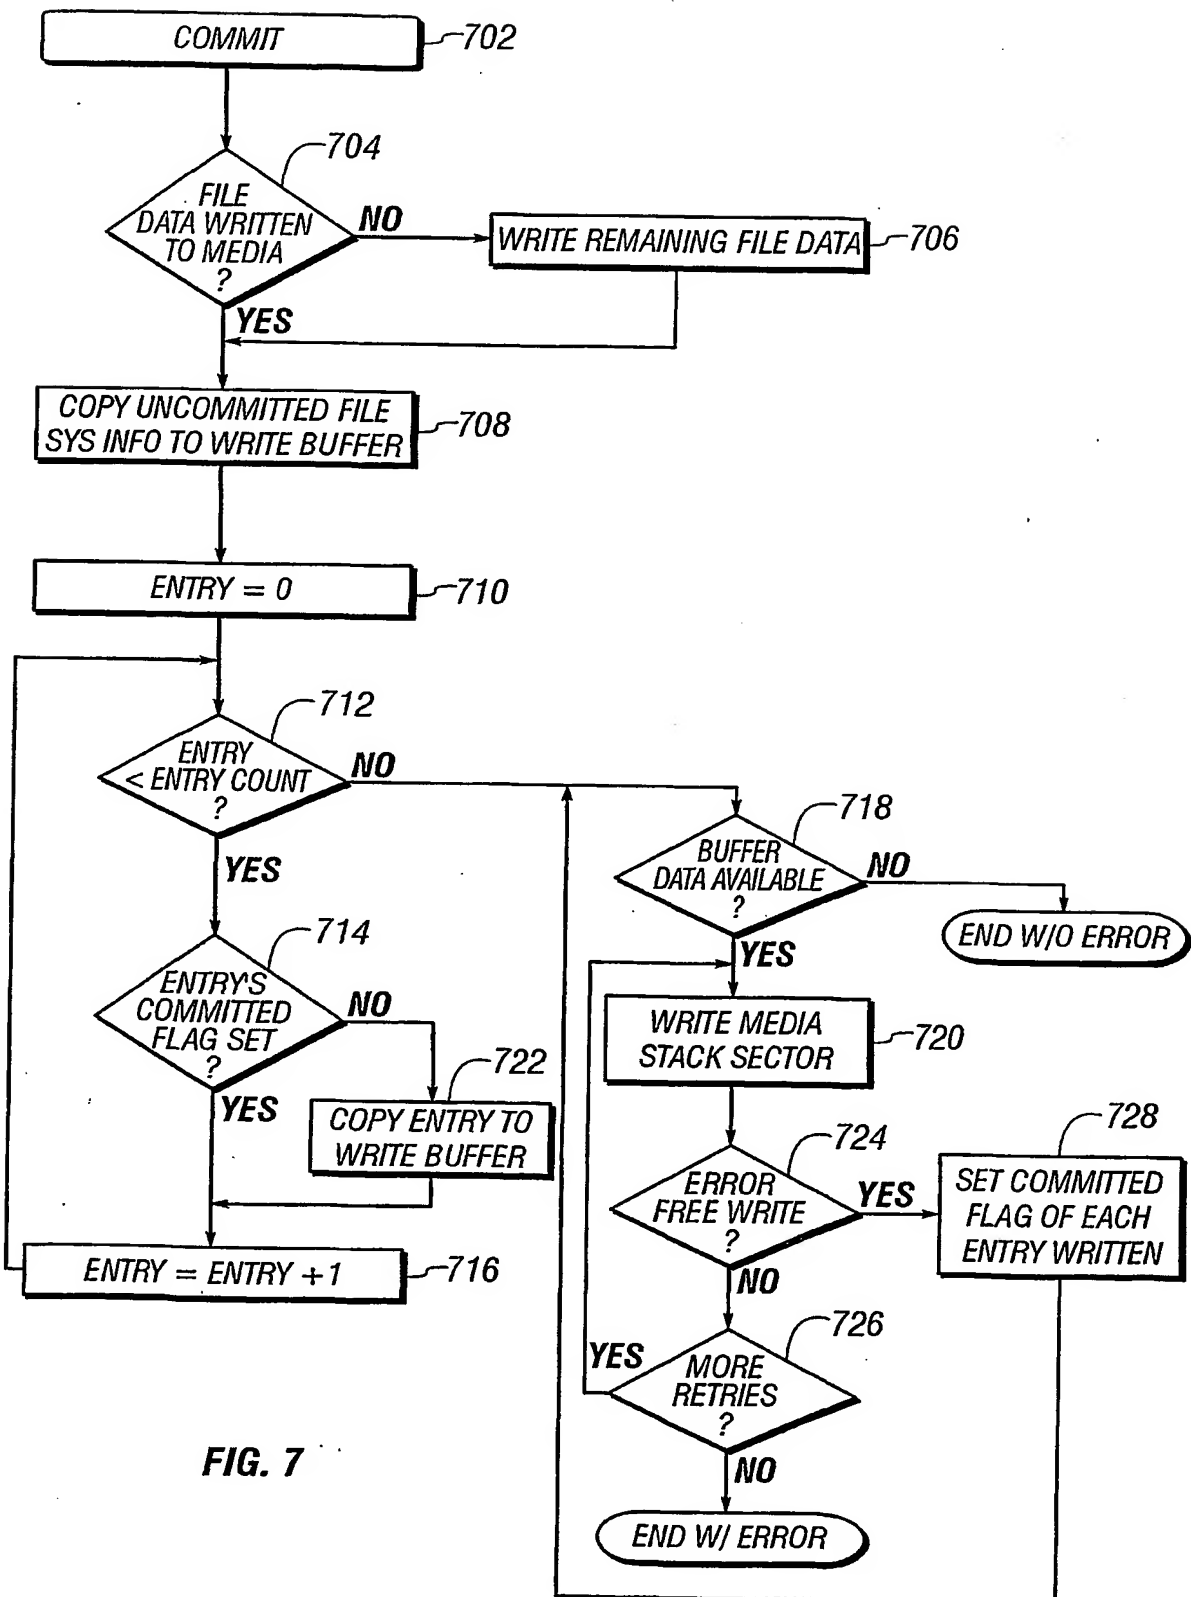 COMMIT
702
704
FILE
DATA WRITTEN
TO MEDIA
?
NO
WRITE REMAINING FILE DATA
706
YES
COPY UNCOMMITTED FILE
SYS INFO TO WRITE BUFFER
708
ENTRY = 0
710
712
ENTRY
< ENTRY COUNT
?
NO
YES
718
BUFFER
DATA AVAILABLE
?
NO
END W/O ERROR
YES
714
ENTRY'S
COMMITTED
FLAG SET
?
NO
YES
722
COPY ENTRY TO
WRITE BUFFER
ENTRY = ENTRY +1
716
WRITE MEDIA
STACK SECTOR
720
724
ERROR
FREE WRITE
?
YES
728
SET COMMITTED
FLAG OF EACH
ENTRY WRITTEN
NO
726
YES
MORE
RETRIES
?
NO
END W/ ERROR
FIG. 7